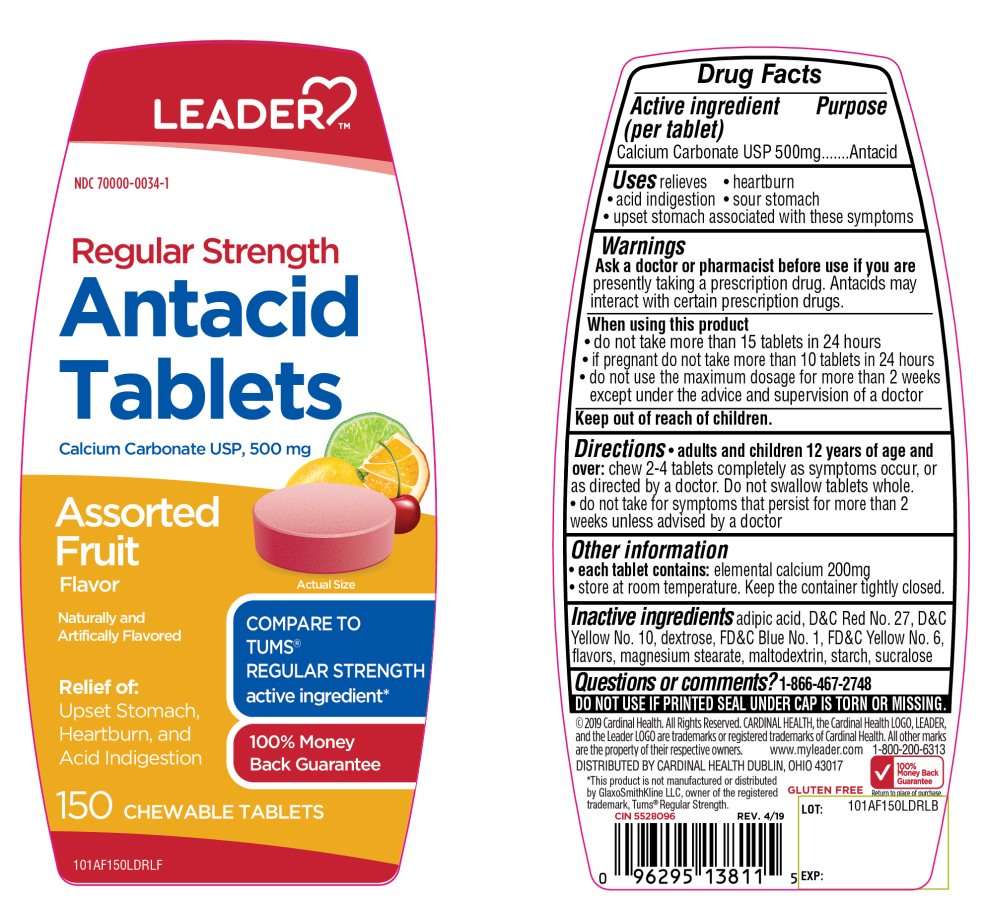 LEADER™
NDC 70000-0034-1
Regular Strength
Antacid
Tablets
Calcium Carbonate USP, 500 mg
Assorted
Fruit
Flavor
Actual Size
Naturally and
Artifically Flavored
COMPARE TO
TUMS®
REGULAR STRENGTH
active ingredient*
Relief of:
Upset Stomach,
Heartburn, and
Acid Indigestion
100% Money
Back Guarantee
150 CHEWABLE TABLETS
101AF150LDRLF
Drug Facts
Active ingredient Purpose
(per tablet)
Calcium Carbonate USP 500mg.......Antacid
Uses relieves • heartburn
• acid indigestion • sour stomach
• upset stomach associated with these symptoms
Warnings
Ask a doctor or pharmacist before use if you are
presently taking a prescription drug. Antacids may
interact with certain prescription drugs.
When using this product
• do not take more than 15 tablets in 24 hours
• if pregnant do not take more than 10 tablets in 24 hours
• do not use the maximum dosage for more than 2 weeks
except under the advice and supervision of a doctor
Keep out of reach of children.
Directions • adults and children 12 years of age and
over: chew 2-4 tablets completely as symptoms occur, or
as directed by a doctor. Do not swallow tablets whole.
• do not take for symptoms that persist for more than 2
weeks unless advised by a doctor
Other information
• each tablet contains: elemental calcium 200mg
• store at room temperature. Keep the container tightly closed.
Inactive ingredients adipic acid, D&C Red No. 27, D&C
Yellow No. 10, dextrose, FD&C Blue No. 1, FD&C Yellow No. 6,
flavors, magnesium stearate, maltodextrin, starch, sucralose
Questions or comments? 1-866-467-2748
DO NOT USE IF PRINTED SEAL UNDER CAP IS TORN OR MISSING.
© 2019 Cardinal Health. All Rights Reserved. CARDINAL HEALTH, the Cardinal Health LOGO, LEADER,
and the Leader LOGO are trademarks or registered trademarks of Cardinal Health. All other marks
are the property of their respective owners. www.myleader.com 1-800-200-6313
DISTRIBUTED BY CARDINAL HEALTH DUBLIN, OHIO 43017
100%
Money Back
Guarantee
Return to place of purchase
*This product is not manufactured or distributed
by GlaxoSmithKline LLC, owner of the registered
trademark, Tums® Regular Strength.
GLUTEN FREE
CIN 5528096 REV. 4/19
LOT: 101AF150LDRLB
EXP:
0 96295 13811 5